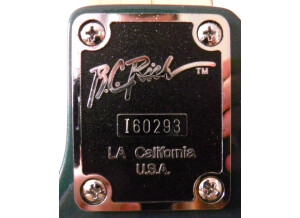 B.C. Rich™
I60293
LA California
U.S.A.